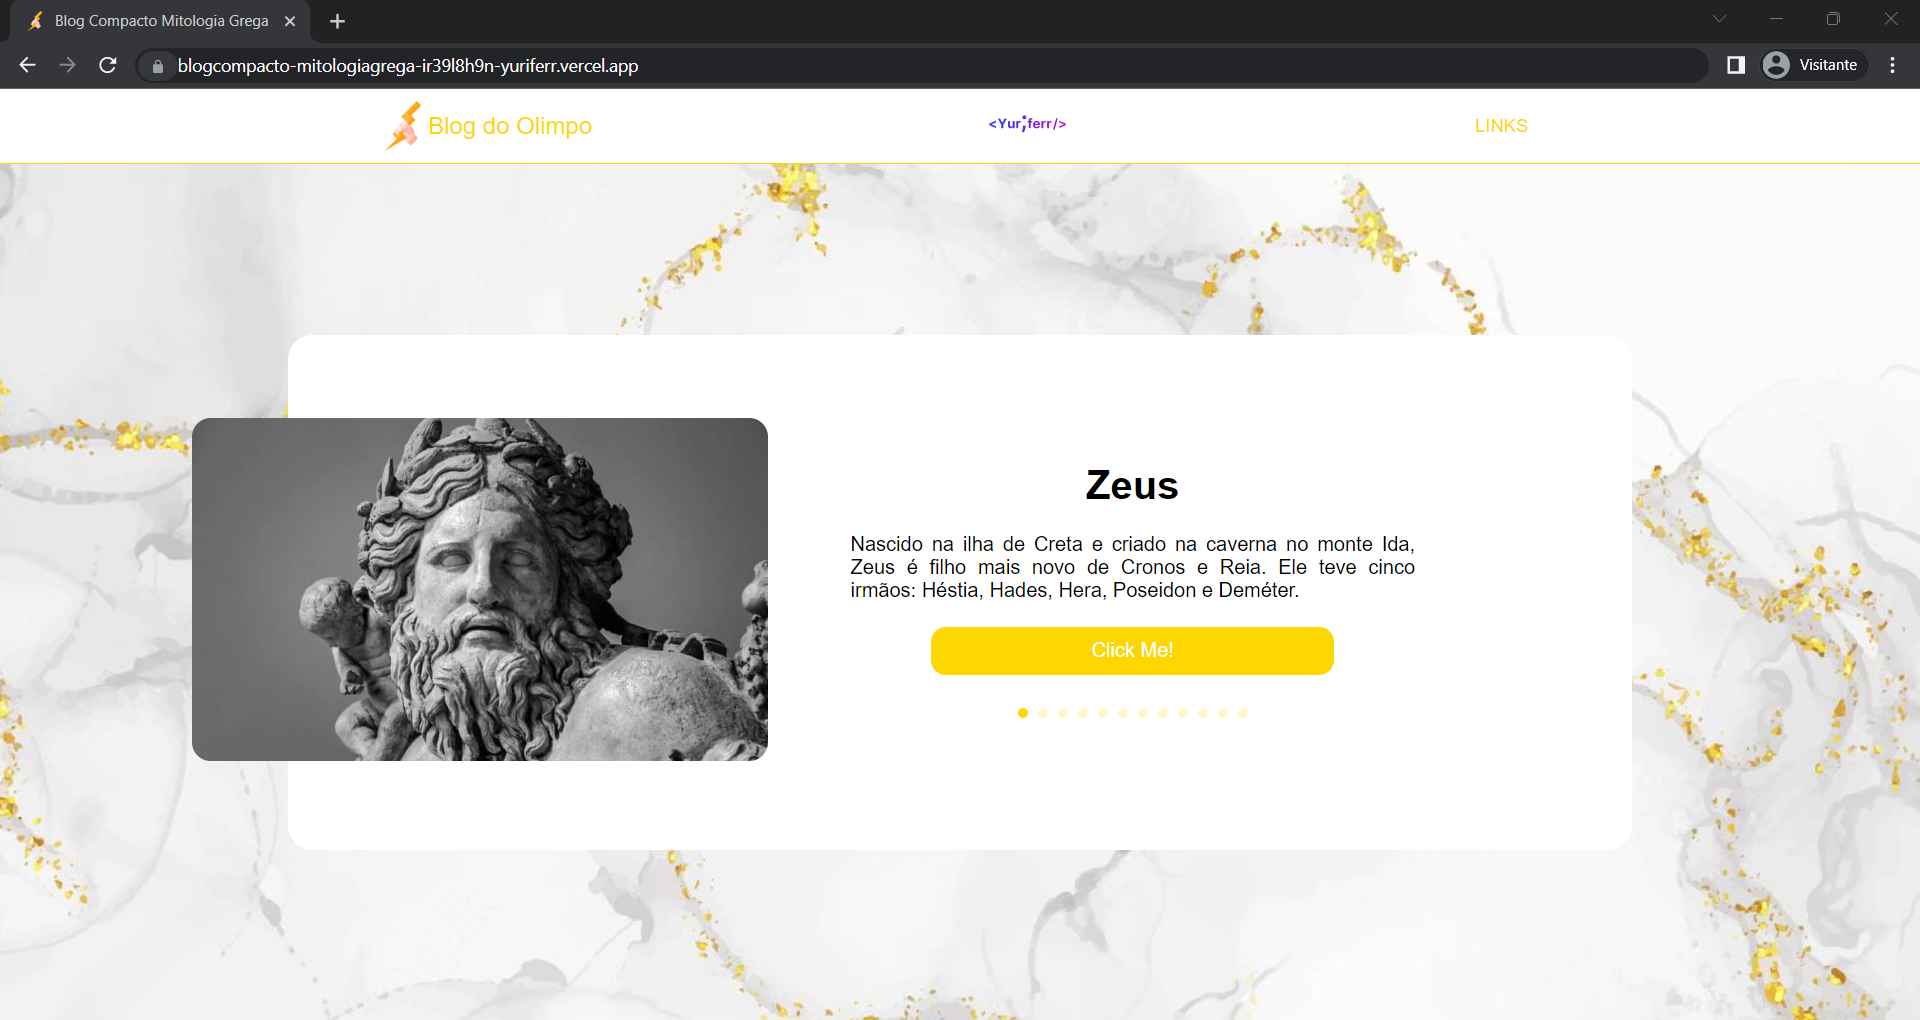 Blog Compacto Mitologia Grega
blogcompacto-mitologiagrega-ir39l8h9n-yuriferr.vercel.app
Visitante
Blog do Olimpo
<Yur;ferr/>
LINKS
Zeus
Nascido na ilha de Creta e criado na caverna no monte Ida,
Zeus é filho mais novo de Cronos e Reia. Ele teve cinco
irmãos: Héstia, Hades, Hera, Poseidon e Deméter.
Click Me!